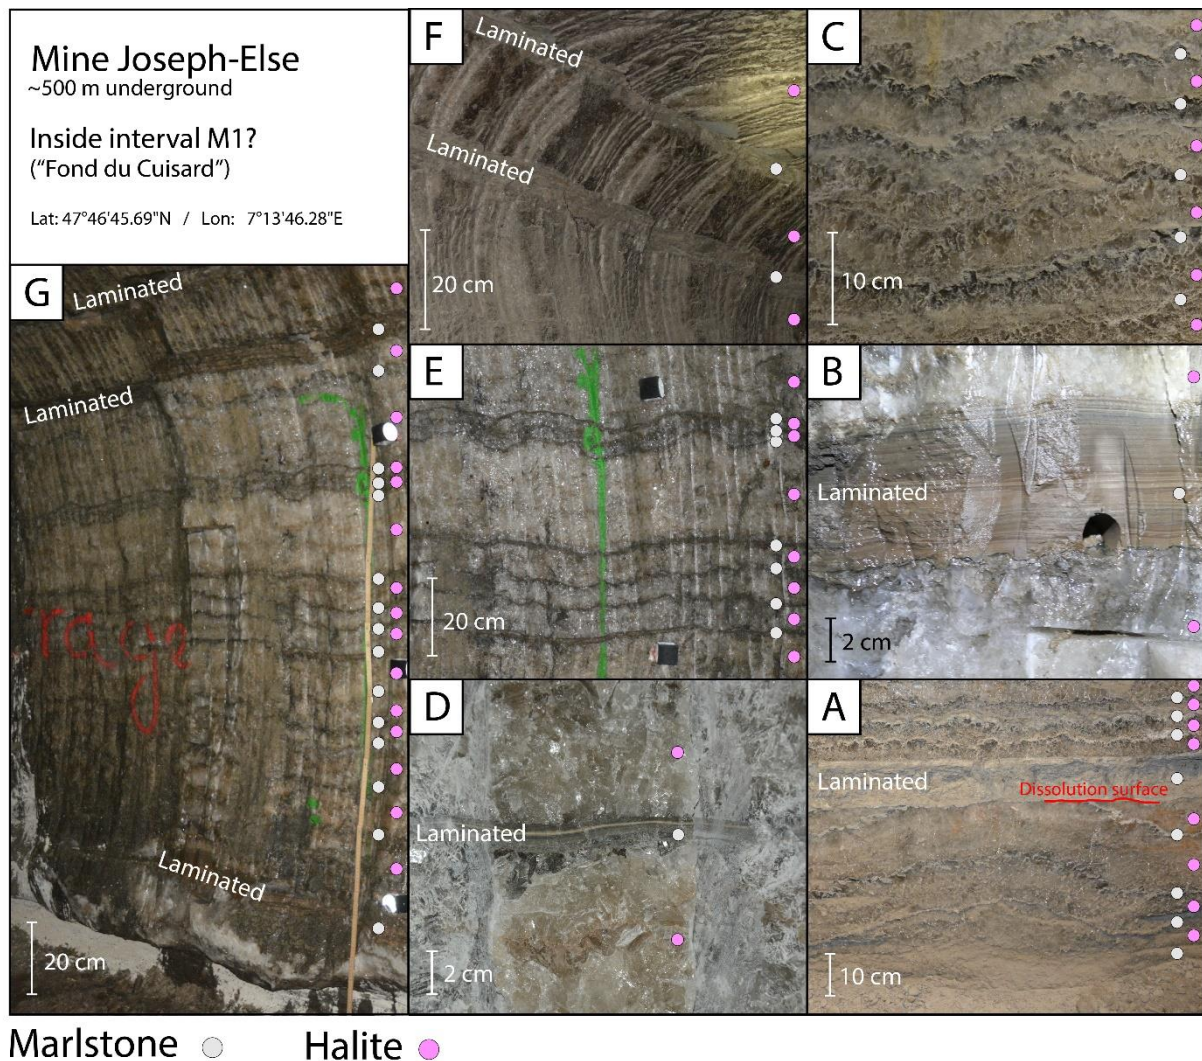 Mine Joseph-Else
~500 m underground
Inside interval M1?
("Fond du Cuisard")
Lat: 47°46'45.69"N / Lon: 7°13'46.28"E
F
Laminated
Laminated
20 cm
C
10 cm
G
Laminated
Laminated
rage
Laminated
20 cm
E
20 cm
B
Laminated
2 cm
D
Laminated
2 cm
A
Laminated
Dissolution surface
10 cm
Marlstone
Halite